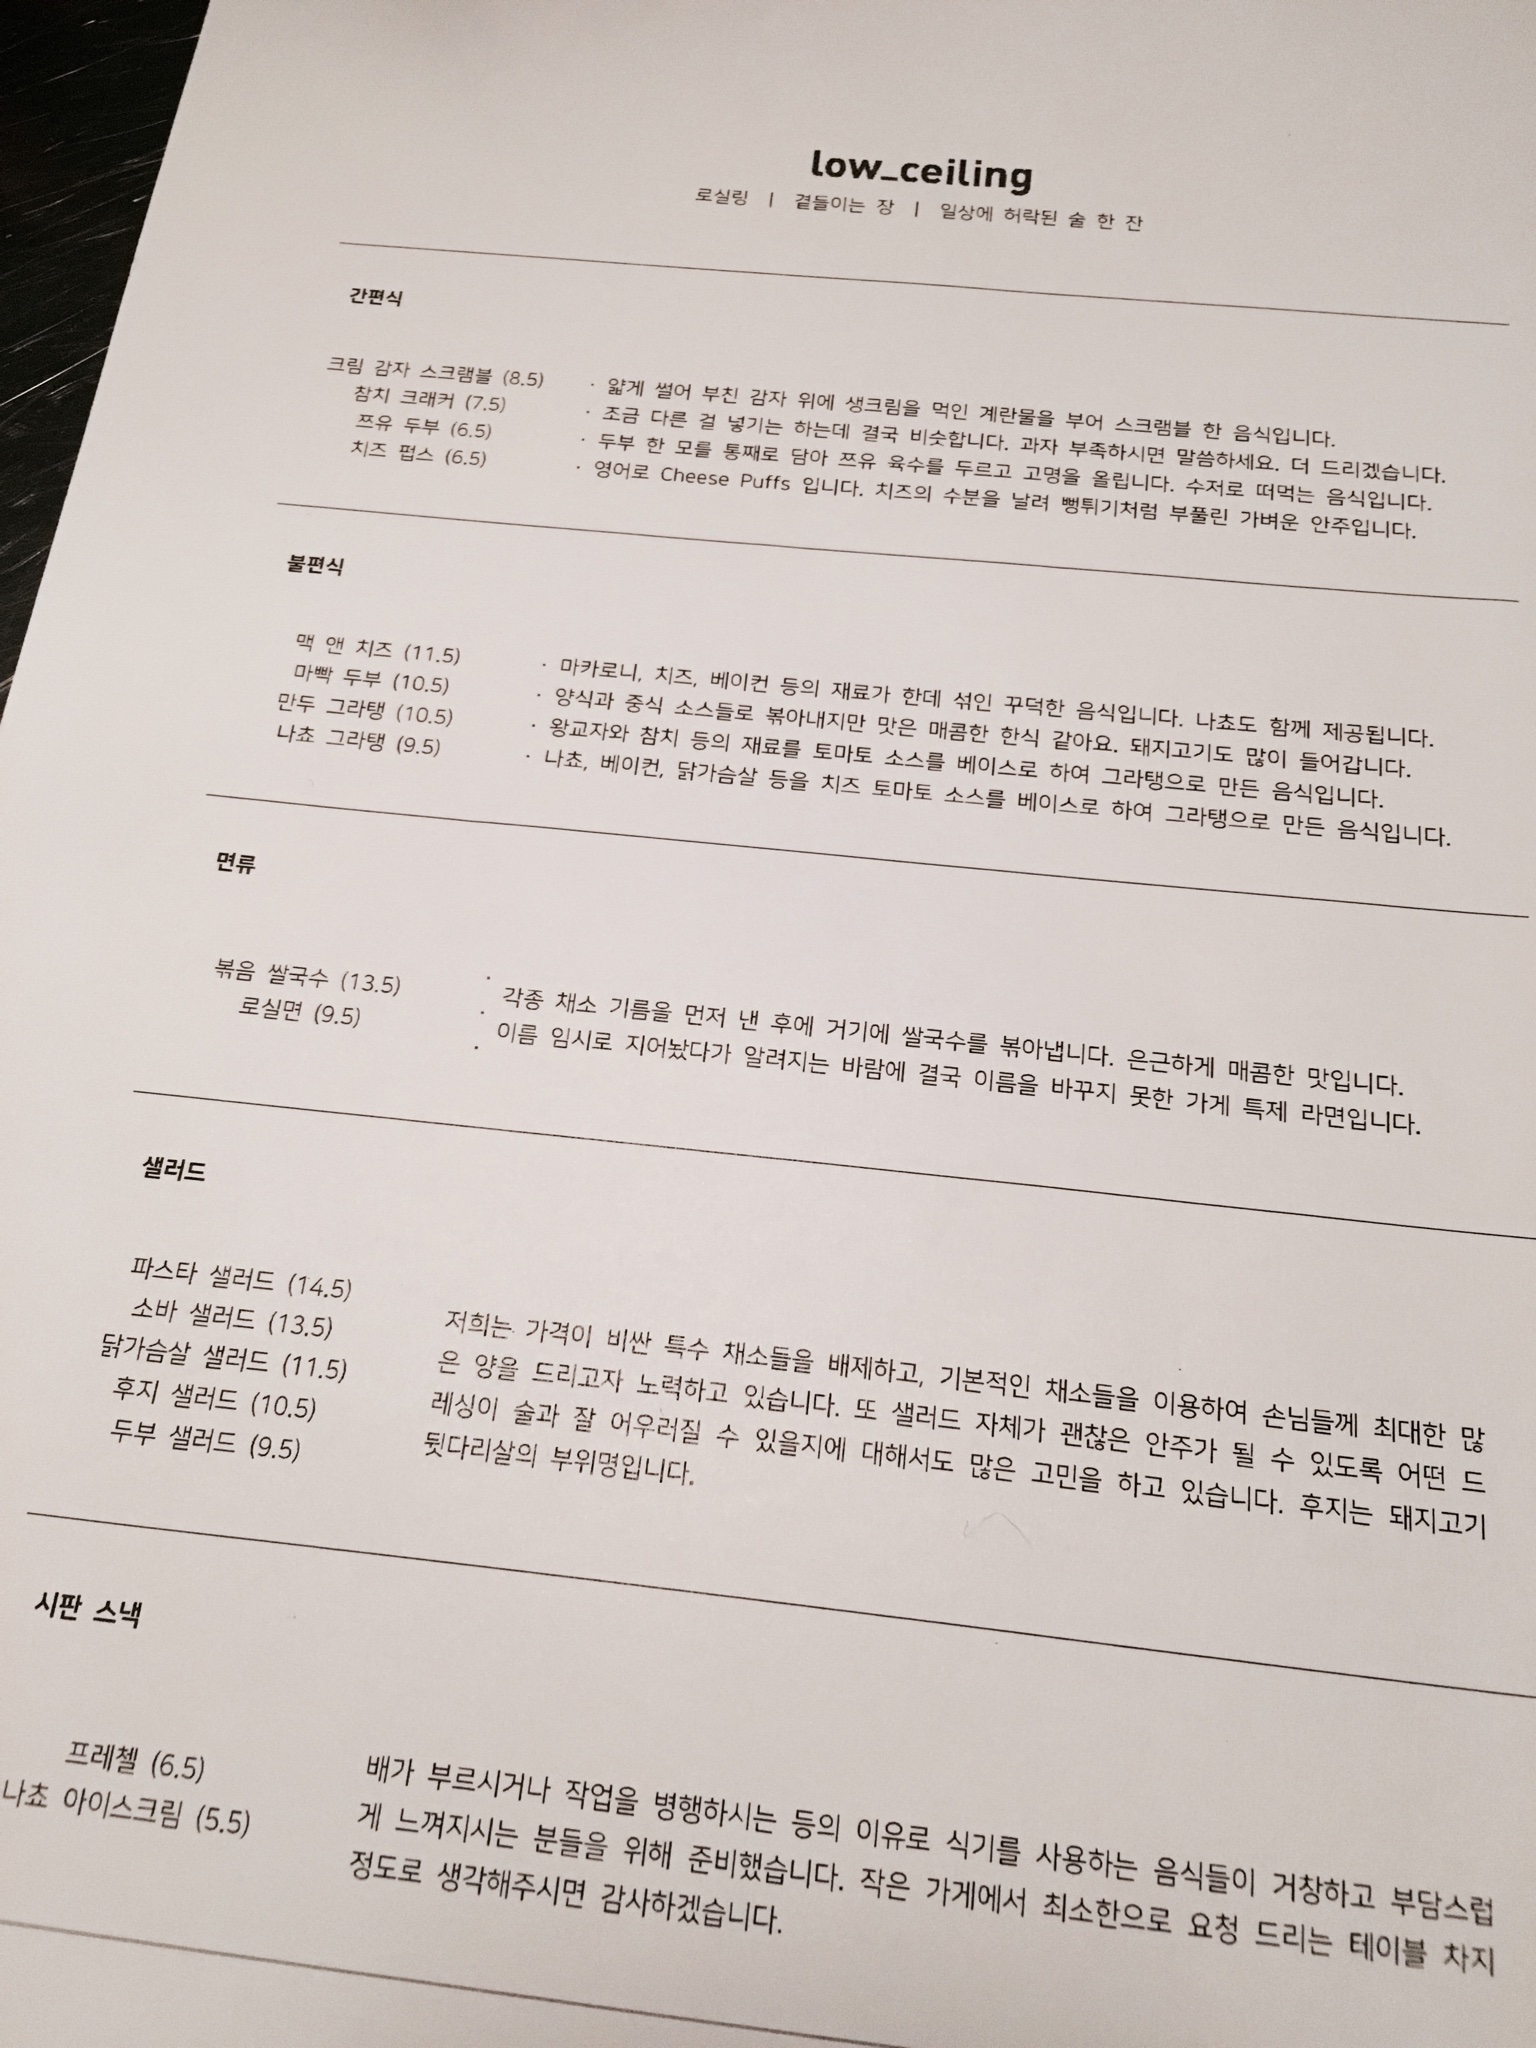 low_ceiling
로실링 | 곁들이는 장 | 일상에 허락된 술 한 잔
간편식
크림 감자 스크램블 (8.5) · 얇게 썰어 부친 감자 위에 생크림을 먹인 계란물을 부어 스크램블 한 음식입니다.
참치 크래커 (7.5) · 조금 다른 걸 넣기는 하는데 결국 비슷합니다. 과자 부족하시면 말씀하세요. 더 드리겠습니다.
쯔유 두부 (6.5) · 두부 한 모를 통째로 담아 쯔유 육수를 두르고 고명을 올립니다. 수저로 떠먹는 음식입니다.
치즈 펍스 (6.5) · 영어로 Cheese Puffs 입니다. 치즈의 수분을 날려 뻥튀기처럼 부풀린 가벼운 안주입니다.
불편식
맥 앤 치즈 (11.5) · 마카로니, 치즈, 베이컨 등의 재료가 한데 섞인 꾸덕한 음식입니다. 나쵸도 함께 제공됩니다.
마빡 두부 (10.5) · 양식과 중식 소스들로 볶아내지만 맛은 매콤한 한식 같아요. 돼지고기도 많이 들어갑니다.
만두 그라탱 (10.5) · 왕교자와 참치 등의 재료를 토마토 소스를 베이스로 하여 그라탱으로 만든 음식입니다.
나쵸 그라탱 (9.5) · 나쵸, 베이컨, 닭가슴살 등을 치즈 토마토 소스를 베이스로 하여 그라탱으로 만든 음식입니다.
면류
볶음 쌀국수 (13.5) · 각종 채소 기름을 먼저 낸 후에 거기에 쌀국수를 볶아냅니다. 은근하게 매콤한 맛입니다.
로실면 (9.5) · 이름 임시로 지어놨다가 알려지는 바람에 결국 이름을 바꾸지 못한 가게 특제 라면입니다.
·
샐러드
파스타 샐러드 (14.5)
소바 샐러드 (13.5)
닭가슴살 샐러드 (11.5)
후지 샐러드 (10.5)
두부 샐러드 (9.5)
저희는 가격이 비싼 특수 채소들을 배제하고, 기본적인 채소들을 이용하여 손님들께 최대한 많
은 양을 드리고자 노력하고 있습니다. 또 샐러드 자체가 괜찮은 안주가 될 수 있도록 어떤 드
레싱이 술과 잘 어우러질 수 있을지에 대해서도 많은 고민을 하고 있습니다. 후지는 돼지고기
뒷다리살의 부위명입니다.
시판 스낵
프레첼 (6.5)
나쵸 아이스크림 (5.5)
배가 부르시거나 작업을 병행하시는 등의 이유로 식기를 사용하는 음식들이 거창하고 부담스럽
게 느껴지시는 분들을 위해 준비했습니다. 작은 가게에서 최소한으로 요청 드리는 테이블 차지
정도로 생각해주시면 감사하겠습니다.